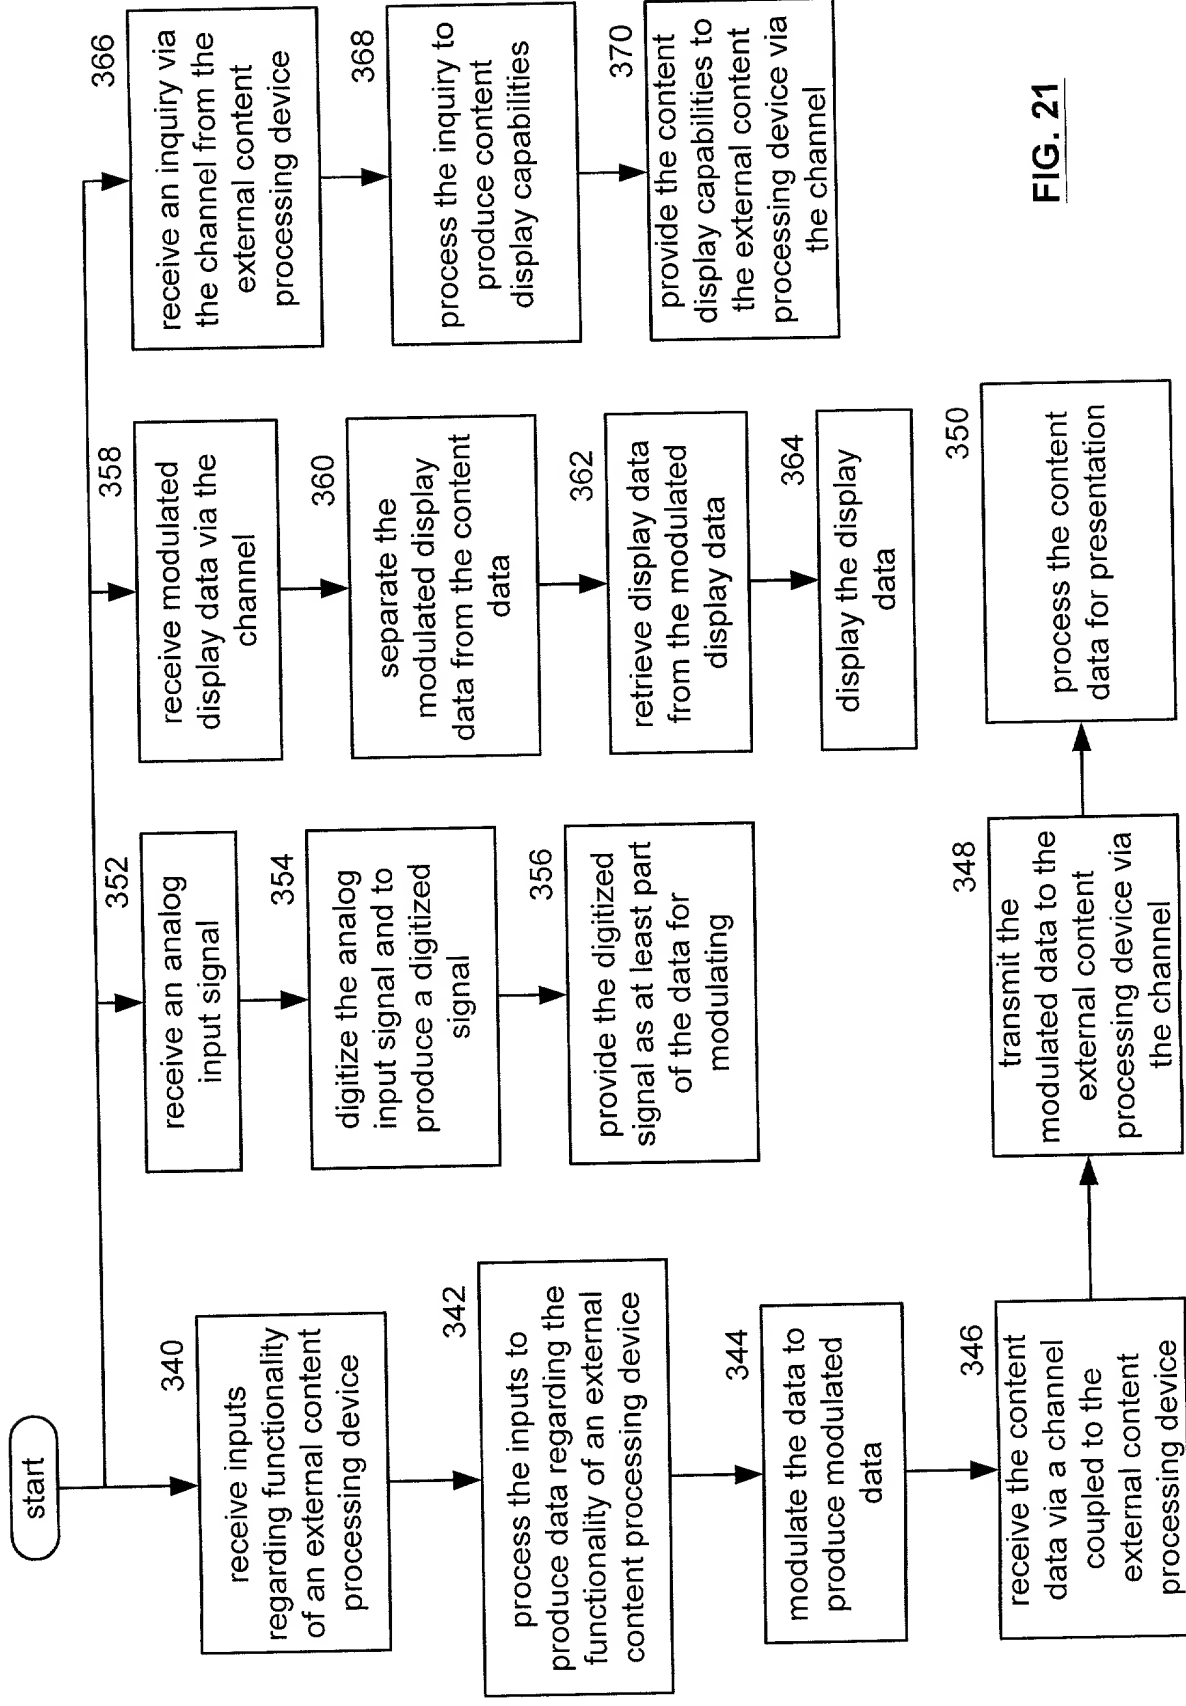 start
340
receive inputs
regarding functionality
of an external content
processing device
342
process the inputs to
produce data regarding the
functionality of an external
content processing device
344
modulate the data to
produce modulated
data
346
receive the content
data via a channel
coupled to the
external content
processing device
348
transmit the
modulated data to the
external content
processing device via
the channel
350
process the content
data for presentation
352
receive an analog
input signal
354
digitize the analog
input signal and to
produce a digitized
signal
356
provide the digitized
signal as at least part
of the data for
modulating
358
receive modulated
display data via the
channel
360
separate the
modulated display
data from the content
data
362
retrieve display data
from the modulated
display data
364
display the display
data
366
receive an inquiry via
the channel from the
external content
processing device
368
process the inquiry to
produce content
display capabilities
370
provide the content
display capabilities to
the external content
processing device via
the channel
FIG. 21